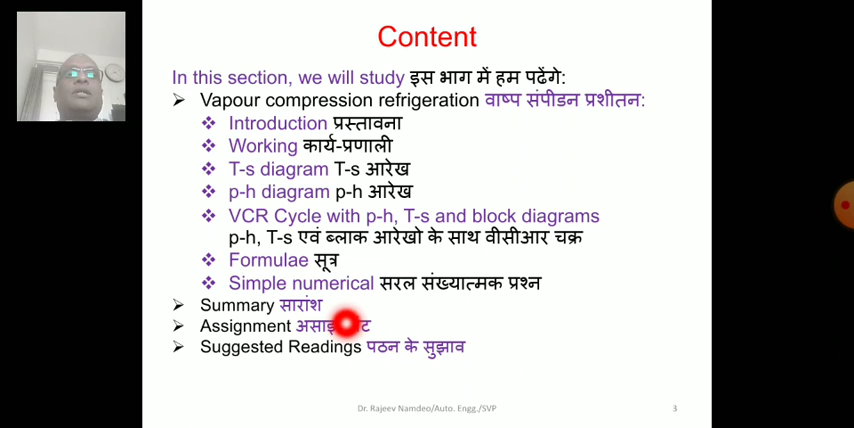 Content
In this section, we will study इस भाग में हम पढेंगे:
Vapour compression refrigeration वाष्प संपीडन प्रशीतन:
Introduction प्रस्तावना
Working कार्य-प्रणाली
T-s diagram T-s आरेख
p-h diagram p-h आरेख
VCR Cycle with p-h, T-s and block diagrams
p-h, T-s एवं ब्लाक आरेखो के साथ वीसीआर चक्र
Formulae सूत्र
Simple numerical सरल संख्यात्मक प्रश्न
Summary सारांश
Assignment
Suggested Readings पठन के सुझाव
Dr. Rajeev Namdeo/Auto. Engg./SVP
3